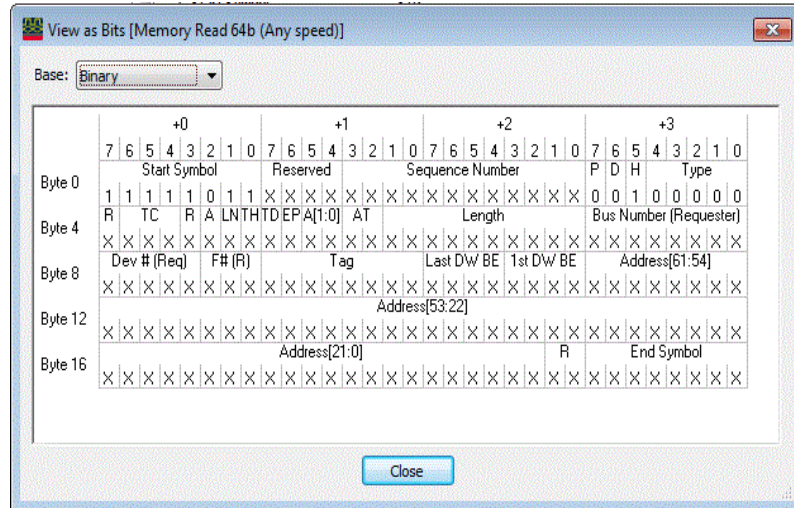 View as Bits [Memory Read 64b (Any speed)]
Base: Binary
+0 +1 +2 +3
7 6 5 4 3 2 1 0 7 6 5 4 3 2 1 0 7 6 5 4 3 2 1 0 7 6 5 4 3 2 1 0
Byte 0
Start Symbol Reserved Sequence Number P D H Type
1 1 1 1 1 0 1 1 X X X X X X X X X X X X X X X X 0 0 1 0 0 0 0 0
Byte 4
R TC R A LN TH TD EP A[1:0] AT Length Bus Number (Requester)
X X X X X X X X X X X X X X X X X X X X X X X X X X X X X X X X
Byte 8
Dev # (Req) F# (R) Tag Last DW BE 1st DW BE Address[61:54]
X X X X X X X X X X X X X X X X X X X X X X X X X X X X X X X X
Byte 12
Address[53:22]
X X X X X X X X X X X X X X X X X X X X X X X X X X X X X X X X
Byte 16
Address[21:0] R End Symbol
X X X X X X X X X X X X X X X X X X X X X X X X X X X X X X X X
Close